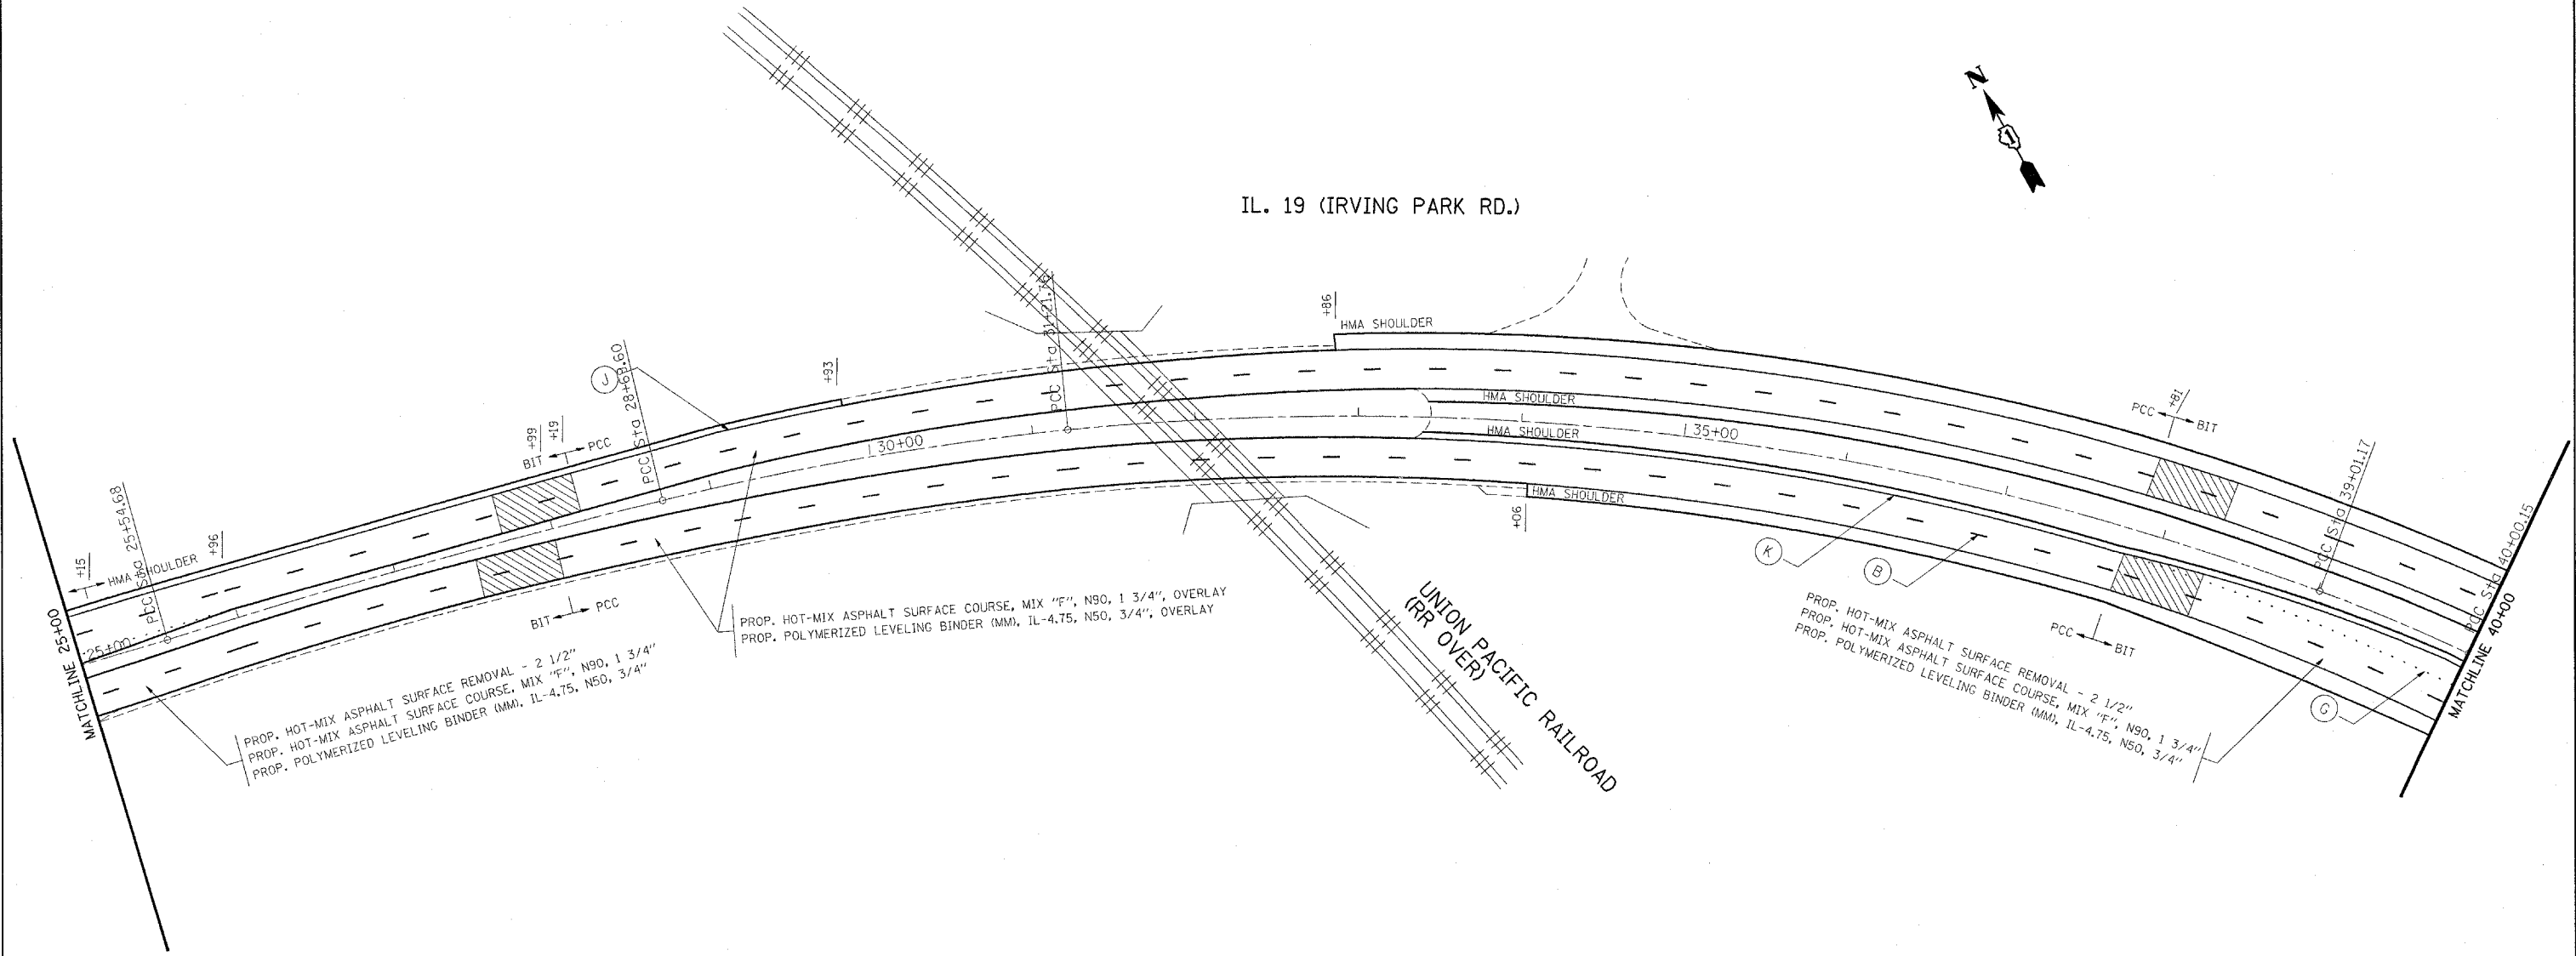 N
1
IL. 19 (IRVING PARK RD.)
+86
HMA SHOULDER
PCC Sta 28+69.60
J
+93
+99
+19
BIT
PCC
30+00
HMA SHOULDER
HMA SHOULDER
35+00
PCC
+81
BIT
PCC Sta 25+54.68
+15
HMA SHOULDER
+96
MATCHLINE 25+00
25+00
BIT
PCC
HMA SHOULDER
+06
PCC Sta 39+01.17
PCC Sta 40+00.15
MATCHLINE 40+00
K
B
G
PCC
BIT
PROP. HOT-MIX ASPHALT SURFACE REMOVAL - 2 1/2"
PROP. HOT-MIX ASPHALT SURFACE COURSE, MIX "F", N90, 1 3/4"
PROP. POLYMERIZED LEVELING BINDER (MM), IL-4.75, N50, 3/4"
PROP. HOT-MIX ASPHALT SURFACE COURSE, MIX "F", N90, 1 3/4", OVERLAY
PROP. POLYMERIZED LEVELING BINDER (MM), IL-4.75, N50, 3/4", OVERLAY
UNION PACIFIC RAILROAD
(RR OVER)
PROP. HOT-MIX ASPHALT SURFACE REMOVAL - 2 1/2"
PROP. HOT-MIX ASPHALT SURFACE COURSE, MIX "F", N90, 1 3/4"
PROP. POLYMERIZED LEVELING BINDER (MM), IL-4.75, N50, 3/4"
PCC Sta